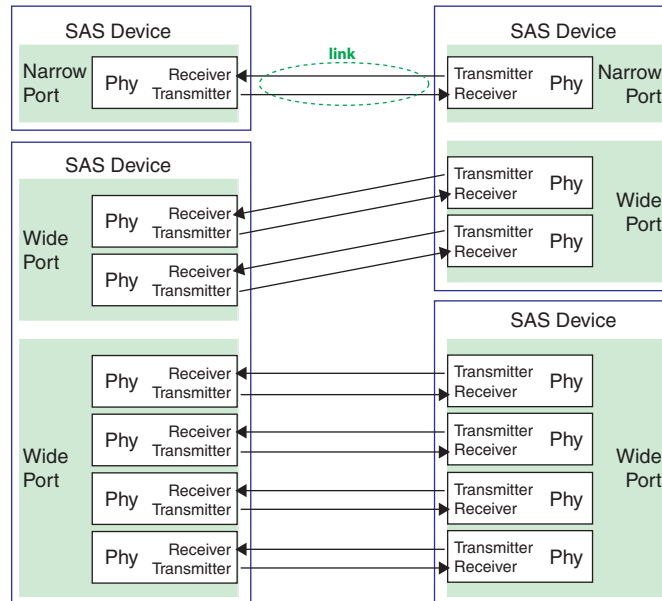 SAS Device
Narrow
Port
Phy
Receiver
Transmitter
link
SAS Device
Transmitter
Receiver
Phy
Narrow
Port
SAS Device
Wide
Port
Phy
Receiver
Transmitter
Phy
Receiver
Transmitter
Transmitter
Receiver
Phy
Transmitter
Receiver
Phy
Wide
Port
Wide
Port
Phy
Receiver
Transmitter
Phy
Receiver
Transmitter
Phy
Receiver
Transmitter
Phy
Receiver
Transmitter
SAS Device
Transmitter
Receiver
Phy
Transmitter
Receiver
Phy
Transmitter
Receiver
Phy
Transmitter
Receiver
Phy
Wide
Port